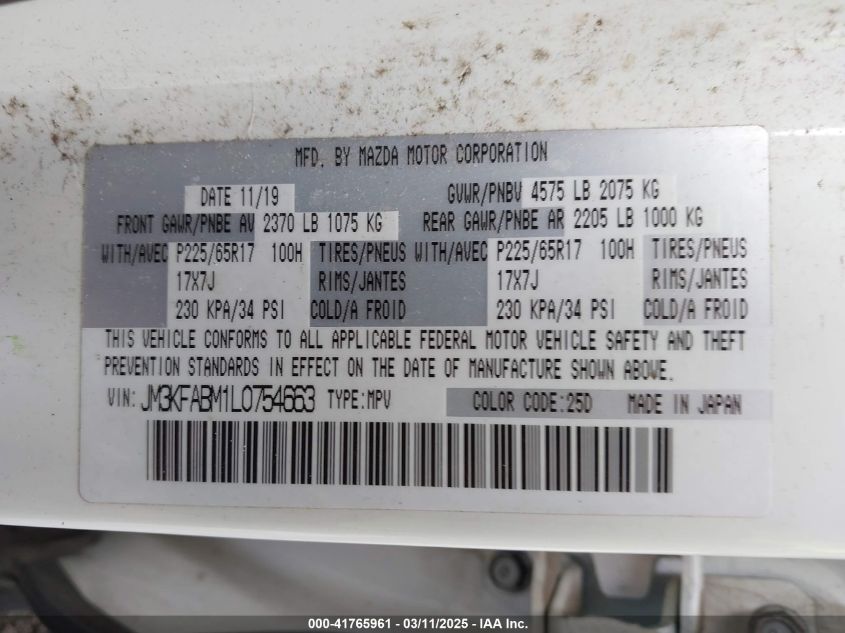 MFD. BY MAZDA MOTOR CORPORATION
DATE 11/19 GVWR/PNBV 4575 LB 2075 KG
FRONT GAWR/PNBE AV 2370 LB 1075 KG REAR GAWR/PNBE AR 2205 LB 1000 KG
WITH/AVEC P225/65R17 100H TIRES/PNEUS WITH/AVEC P225/65R17 100H TIRES/PNEUS
17X7J RIMS/JANTES 17X7J RIMS/JANTES
230 KPA/34 PSI COLD/A FROID 230 KPA/34 PSI COLD/A FROID
THIS VEHICLE CONFORMS TO ALL APPLICABLE FEDERAL MOTOR VEHICLE SAFETY AND THEFT
PREVENTION STANDARDS IN EFFECT ON THE DATE OF MANUFACTURE SHOWN ABOVE.
VIN: JM3KFABM1L0754663 TYPE:MPV COLOR CODE:25D MADE IN JAPAN
000-41765961 - 03/11/2025 - IAA Inc.